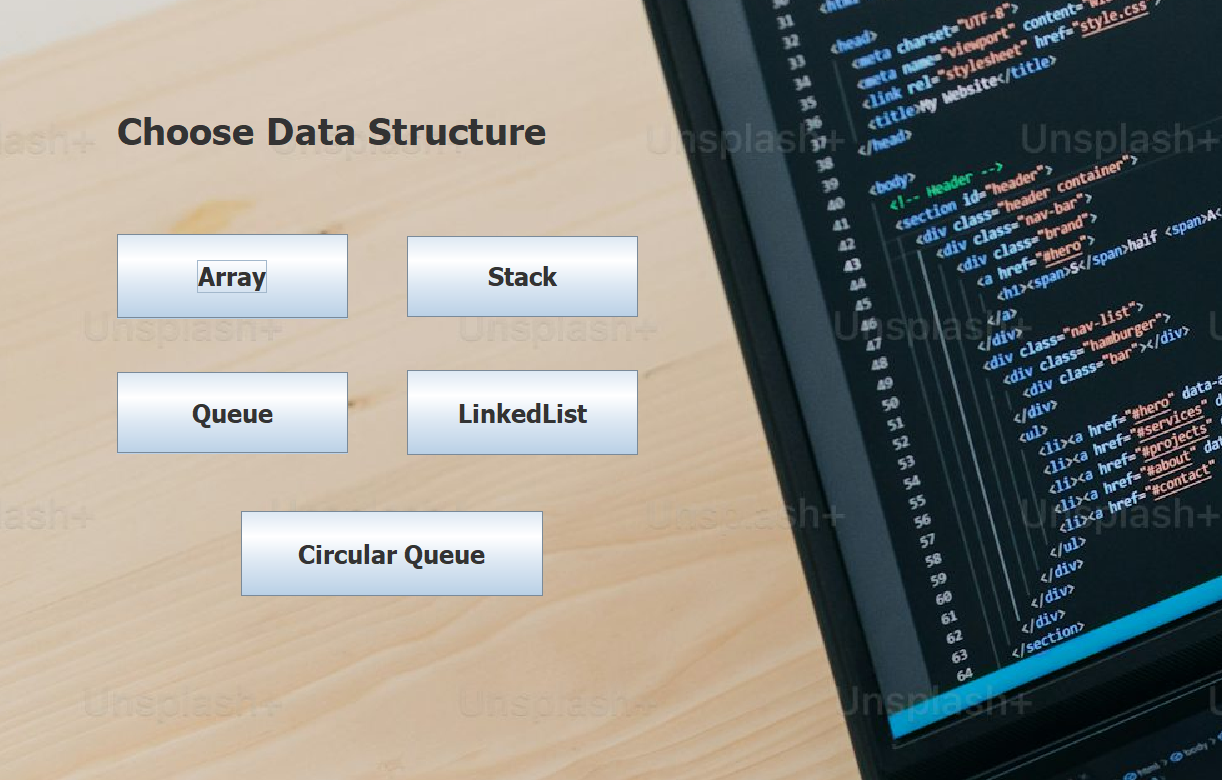 Choose Data Structure
Array
Stack
Queue
LinkedList
Circular Queue
Unsplash+
31
32
33
34
35
36
37
38
39
40
41
42
43
44
45
46
47
48
49
50
51
52
53
54
55
56
57
58
59
60
61
62
63
64
<head>
<meta charset="UTF-8">
<meta name="viewport" content=
<link rel="stylesheet" href="style.css"
<title>My Website</title>
</head>
<body>
<!-- Header -->
<section id="header">
<div class="header container">
<div class="nav-bar">
<div class="brand">
<a href="#hero">
<h1><span>S</span>haif <span>A<
</a>
</div>
<div class="nav-list">
<div class="hamburger">
<div class="bar"></div>
</div>
<ul>
<li><a href="#hero" data-a
<li><a href="#services" d
<li><a href="#projects"
<li><a href="#about" dat
<li><a href="#contact"
</ul>
</div>
</div>
</div>
</section>